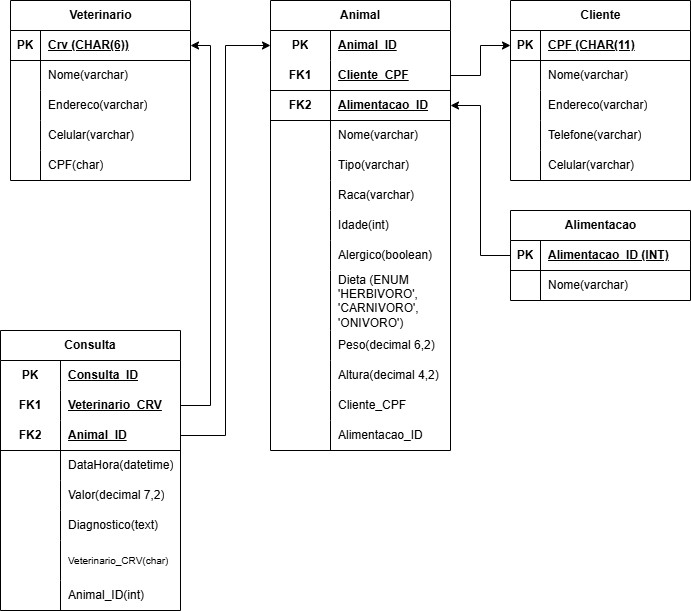 Veterinario
PK Crv (CHAR(6))
Nome(varchar)
Endereco(varchar)
Celular(varchar)
CPF(char)
Animal
PK Animal_ID
FK1 Cliente_CPF
FK2 Alimentacao_ID
Nome(varchar)
Tipo(varchar)
Raca(varchar)
Idade(int)
Alergico(boolean)
Dieta (ENUM
'HERBIVORO',
'CARNIVORO',
'ONIVORO')
Peso(decimal 6,2)
Altura(decimal 4,2)
Cliente_CPF
Alimentacao_ID
Cliente
PK CPF (CHAR(11)
Nome(varchar)
Endereco(varchar)
Telefone(varchar)
Celular(varchar)
Alimentacao
PK Alimentacao_ID (INT)
Nome(varchar)
Consulta
PK Consulta_ID
FK1 Veterinario_CRV
FK2 Animal_ID
DataHora(datetime)
Valor(decimal 7,2)
Diagnostico(text)
Veterinario_CRV(char)
Animal_ID(int)